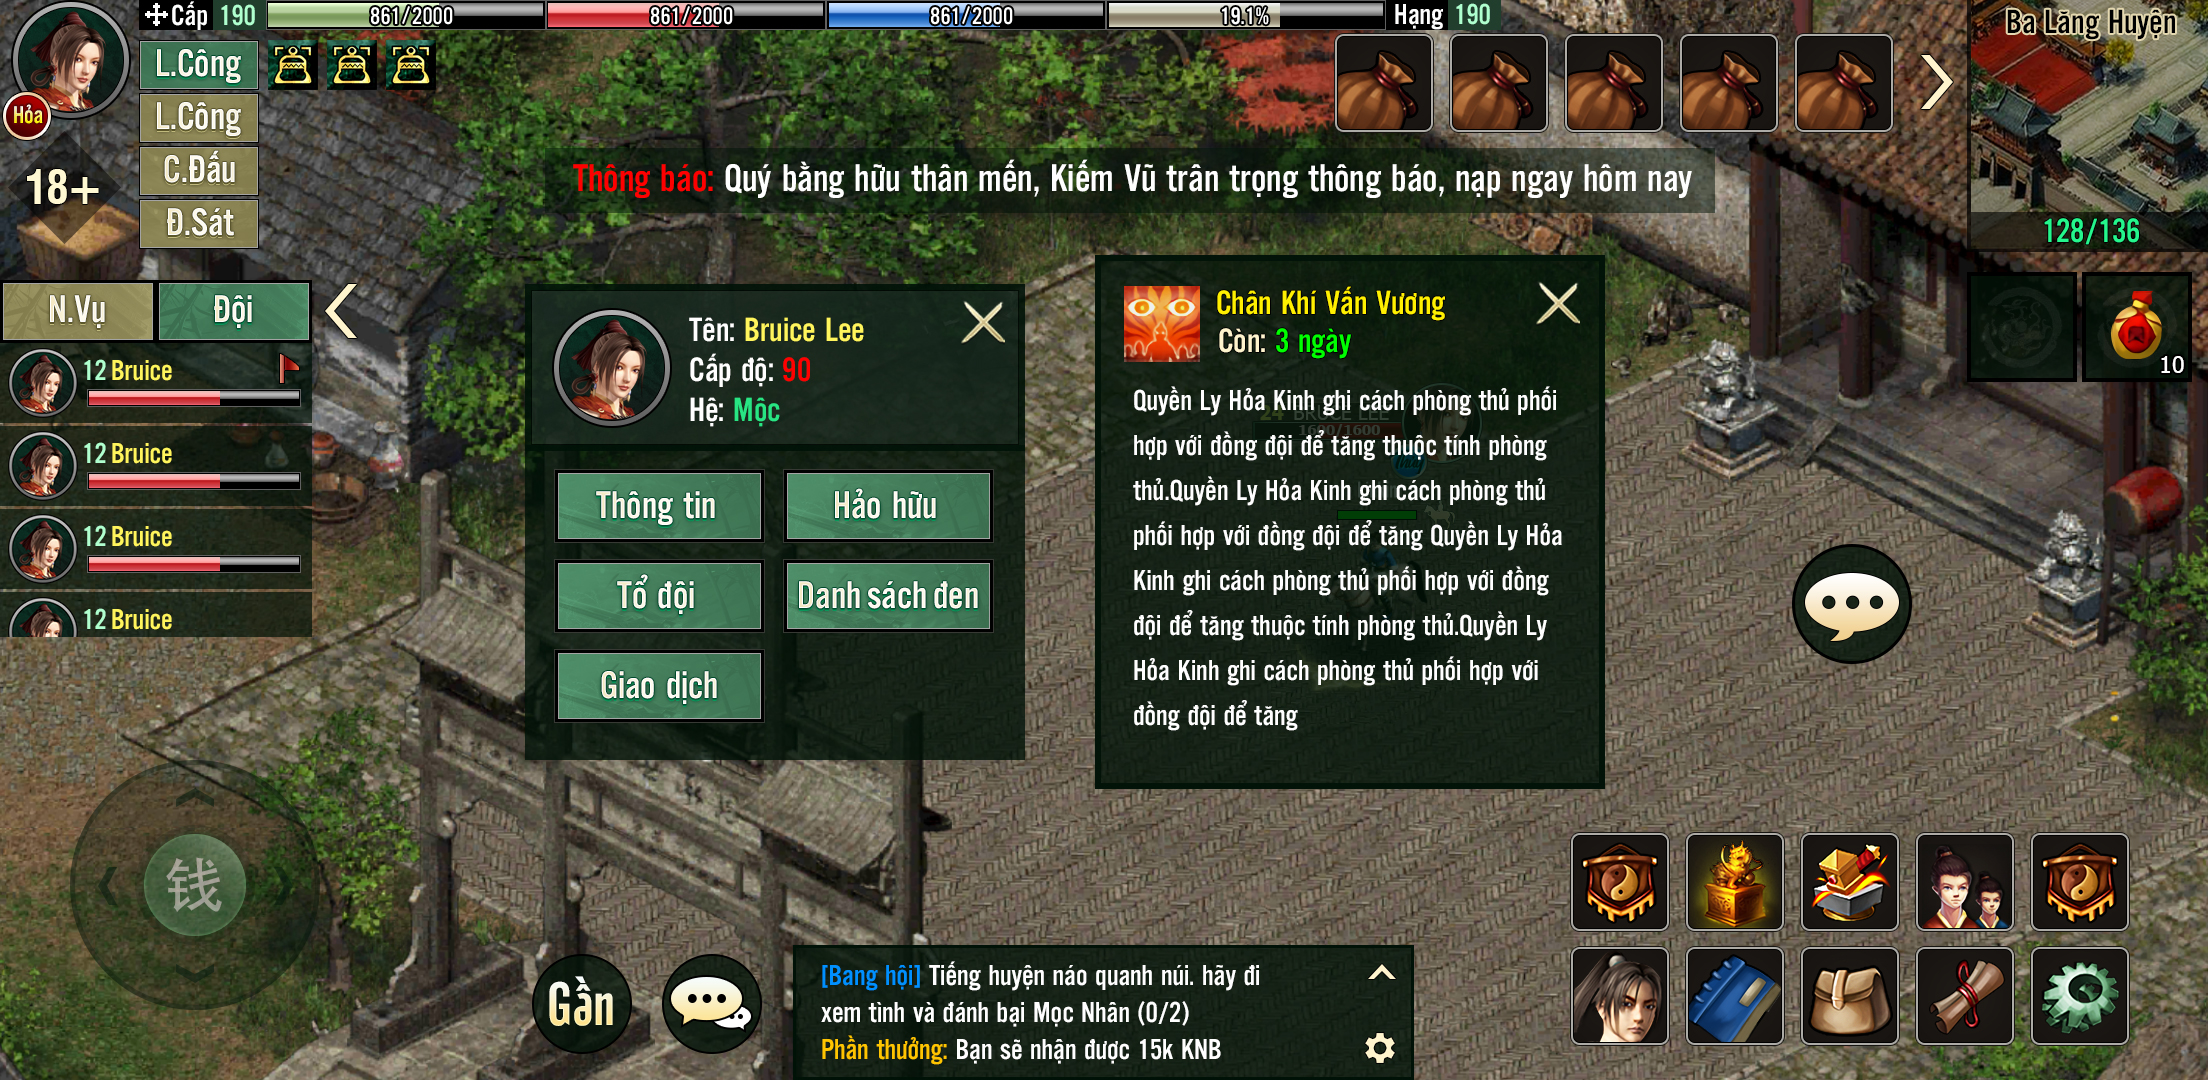 Cấp 190
861/2000
861/2000
861/2000
19.1%
Hạng 190
Ba Lăng Huyện
L.Công
L.Công
C.Đấu
Đ.Sát
Hỏa
18+
Thông báo: Quý bằng hữu thân mến, Kiếm Vũ trân trọng thông báo, nạp ngay hôm nay
128/136
10
N.Vụ
Đội
12 Bruice
12 Bruice
12 Bruice
12 Bruice
Tên: Bruice Lee
Cấp độ: 90
Hệ: Mộc
Thông tin
Hảo hữu
Tổ đội
Danh sách đen
Giao dịch
Chân Khí Vấn Vương
Còn: 3 ngày
Quyền Ly Hỏa Kinh ghi cách phòng thủ phối
hợp với đồng đội để tăng thuộc tính phòng
thủ.Quyền Ly Hỏa Kinh ghi cách phòng thủ
phối hợp với đồng đội để tăng Quyền Ly Hỏa
Kinh ghi cách phòng thủ phối hợp với đồng
đội để tăng thuộc tính phòng thủ.Quyền Ly
Hỏa Kinh ghi cách phòng thủ phối hợp với
đồng đội để tăng
24 BRUCE LEE
1600/1600
钱
Gần
[Bang hội] Tiếng huyện náo quanh núi. hãy đi
xem tình và đánh bại Mọc Nhân (0/2)
Phần thưởng: Bạn sẽ nhận được 15k KNB